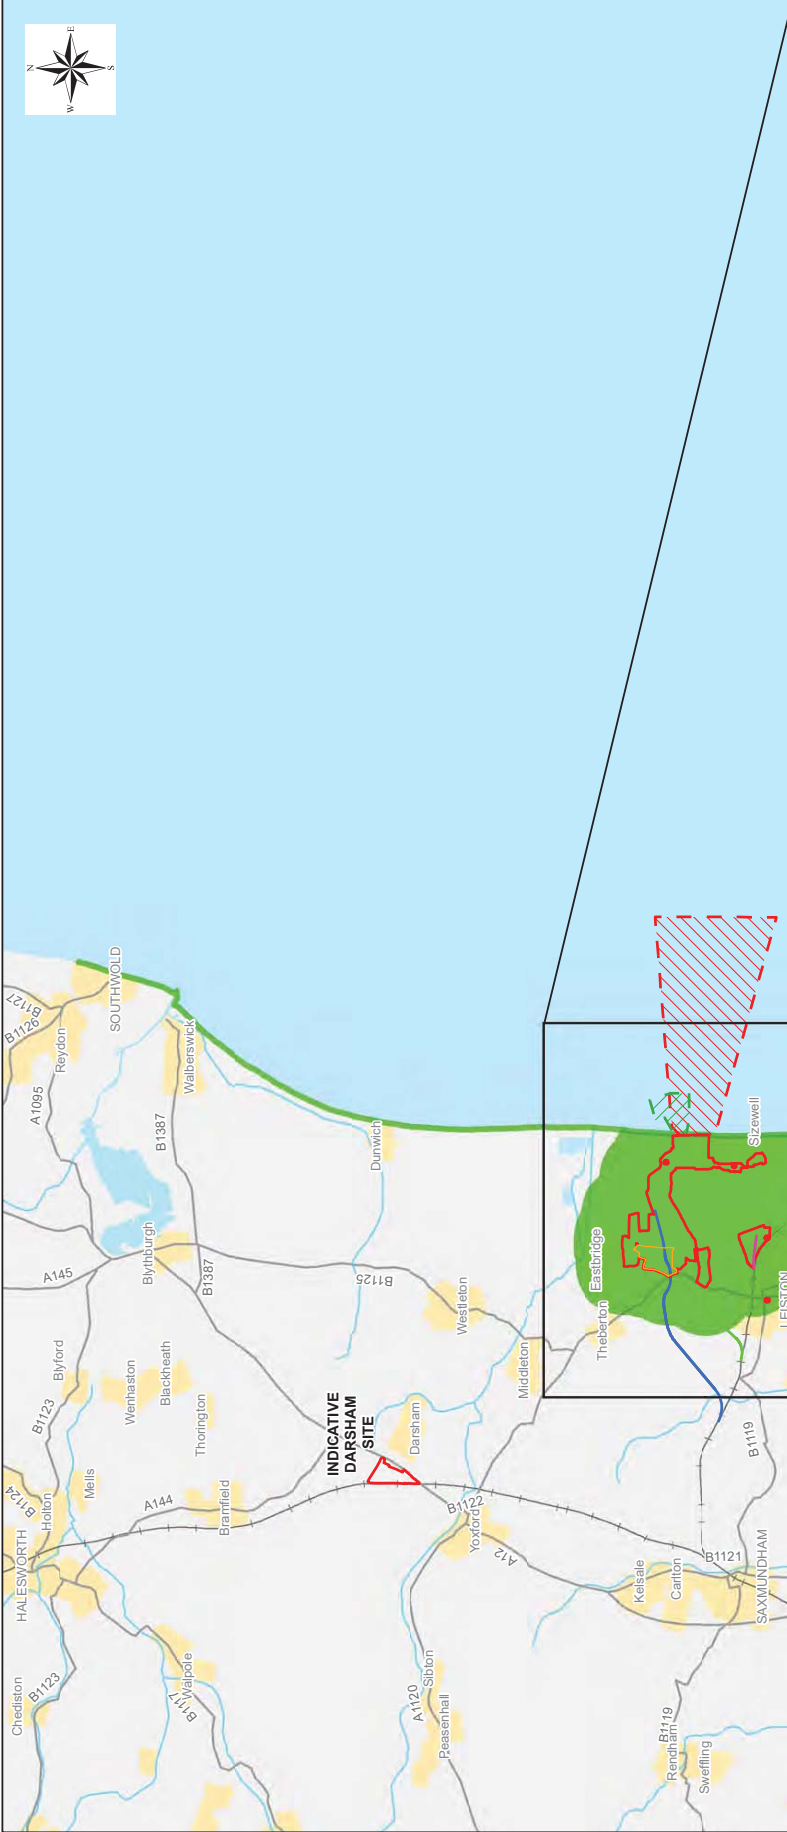 N
E
S
W
B1127
B1126
Reydon
SOUTHWOLD
A1095
Walberswick
B1387
Dunwich
A145
Blythburgh
B1387
B1125
Westleton
Eastbridge
Theberton
Sizewell
LEISTON
Middleton
Blyford
Wenhaston
Blackheath
Thorington
B1123
B1124
Holton
Mells
A144
Bramfield
INDICATIVE
DARSHAM
SITE
Darsham
B1122
Yoxford
A12
B1119
B1121
Kelsale
Carlton
SAXMUNDHAM
HALESWORTH
Chediston
B1123
Walpole
B1117
A1120
Sibton
Peasenhall
B1119
Rendham
Sweffling